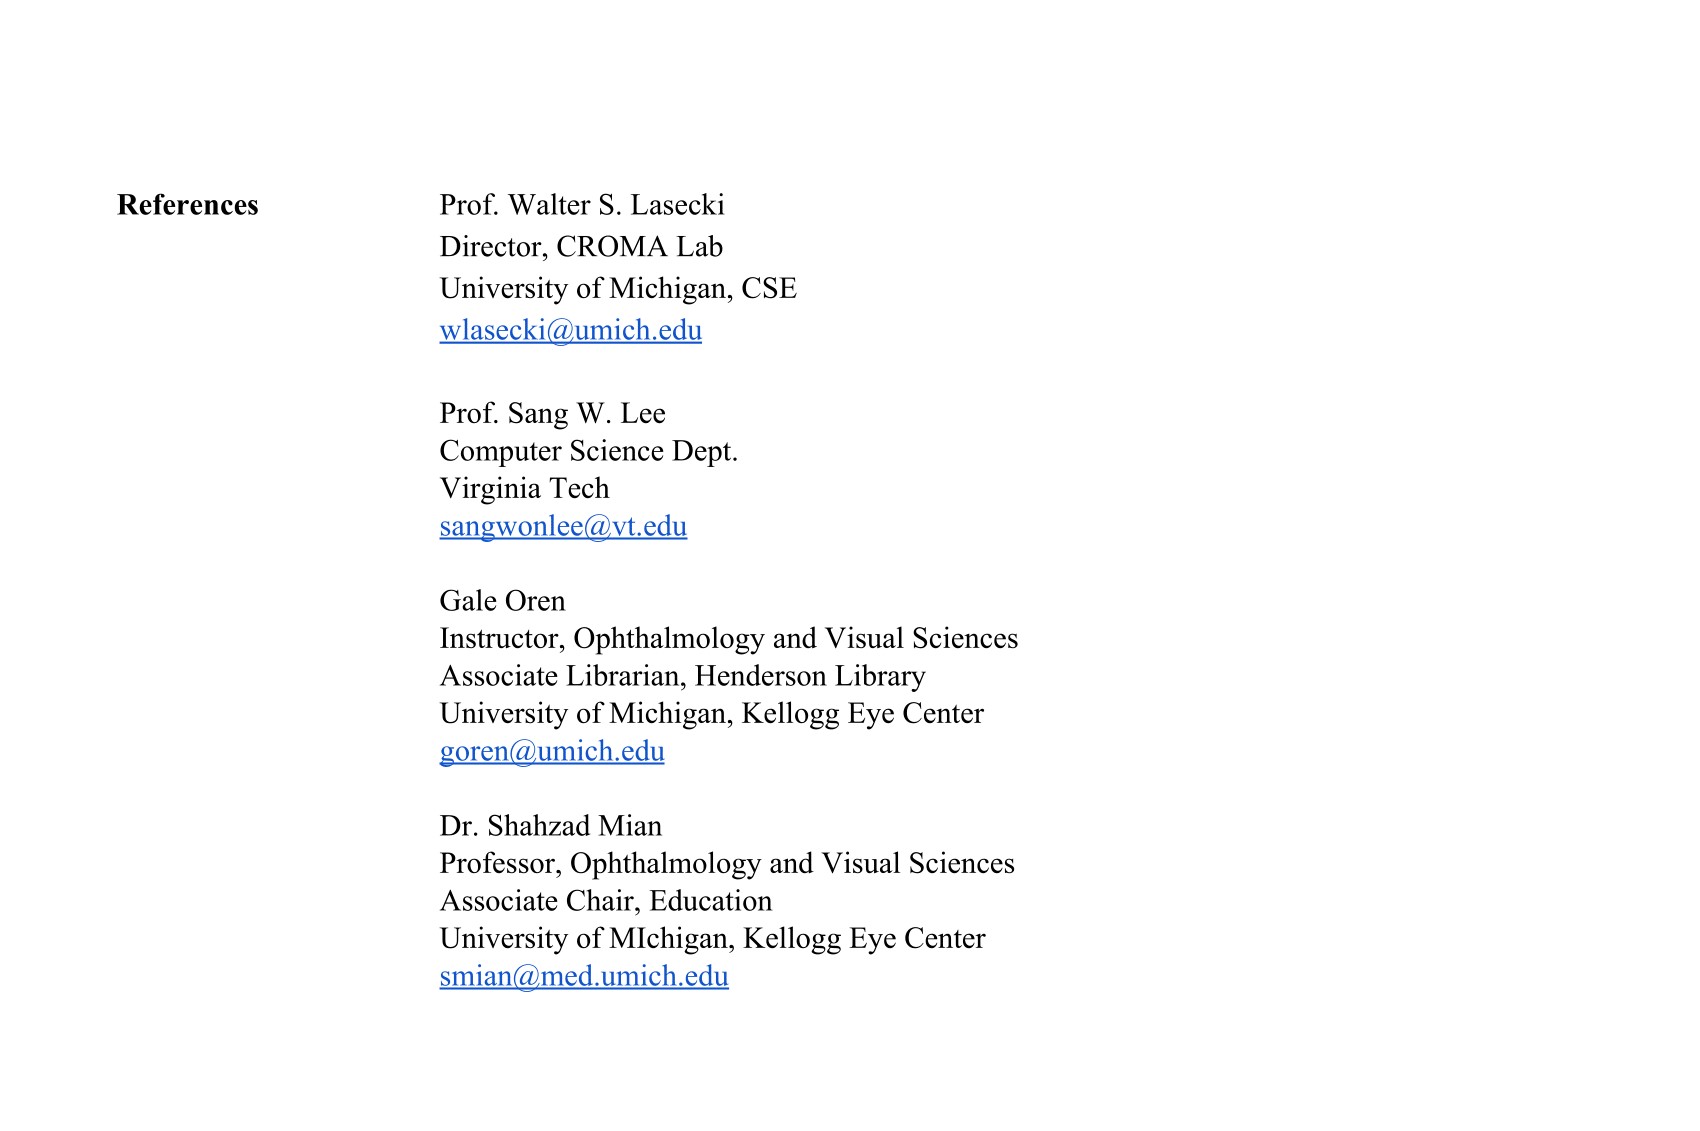 References
Prof. Walter S. Lasecki
Director, CROMA Lab
University of Michigan, CSE
wlasecki@umich.edu
Prof. Sang W. Lee
Computer Science Dept.
Virginia Tech
sangwonlee@vt.edu
Gale Oren
Instructor, Ophthalmology and Visual Sciences
Associate Librarian, Henderson Library
University of Michigan, Kellogg Eye Center
goren@umich.edu
Dr. Shahzad Mian
Professor, Ophthalmology and Visual Sciences
Associate Chair, Education
University of MIchigan, Kellogg Eye Center
smian@med.umich.edu